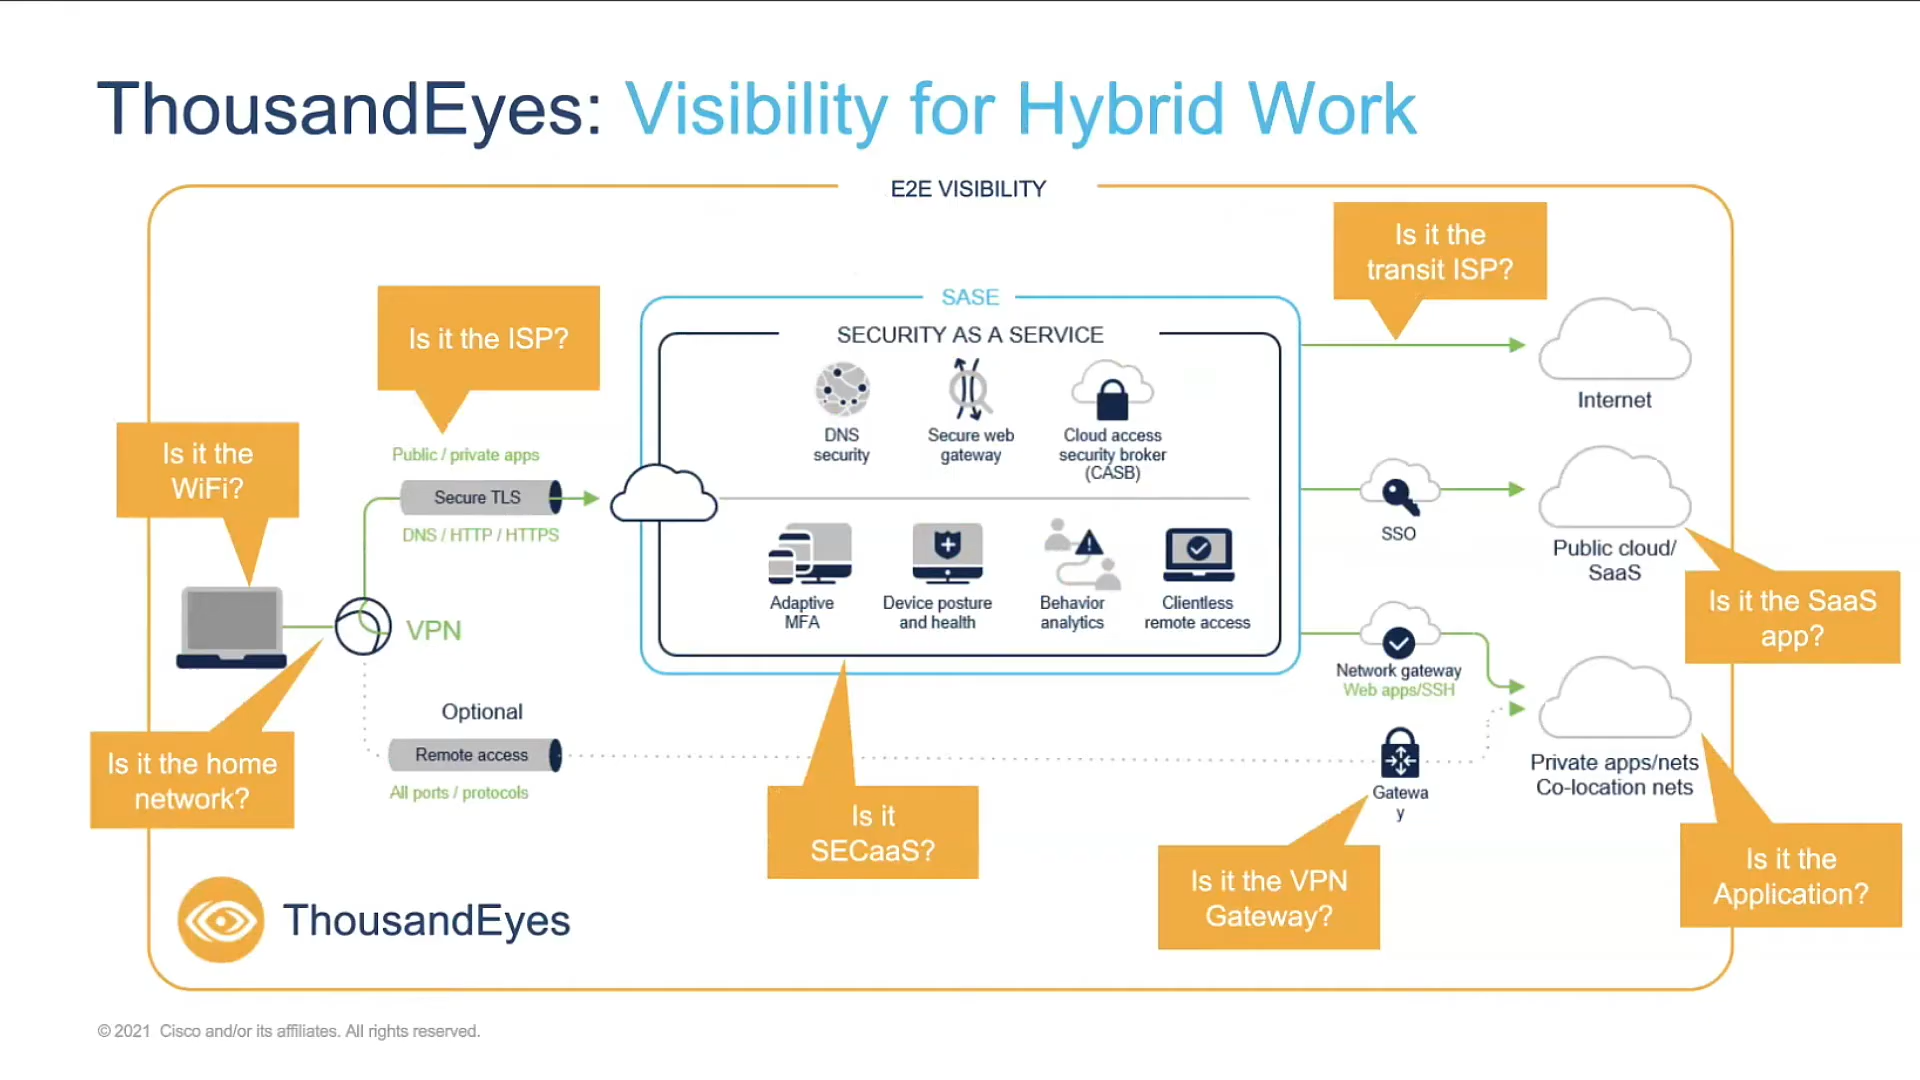 ThousandEyes: Visibility for Hybrid Work
E2E VISIBILITY
Is it the
transit ISP?
Is it the ISP?
SASE
SECURITY AS A SERVICE
Internet
Is it the
WiFi?
Public / private apps
Secure TLS
DNS / HTTP / HTTPS
DNS
security
Secure web
gateway
Cloud access
security broker
(CASB)
SSO
Public cloud/
SaaS
Is it the SaaS
app?
Adaptive
MFA
Device posture
and health
Behavior
analytics
Clientless
remote access
VPN
Network gateway
Web apps/SSH
Optional
Remote access
All ports / protocols
Is it the home
network?
Is it
SECaaS?
Gatewa
y
Private apps/nets
Co-location nets
Is it the VPN
Gateway?
Is it the
Application?
ThousandEyes
© 2021 Cisco and/or its affiliates. All rights reserved.